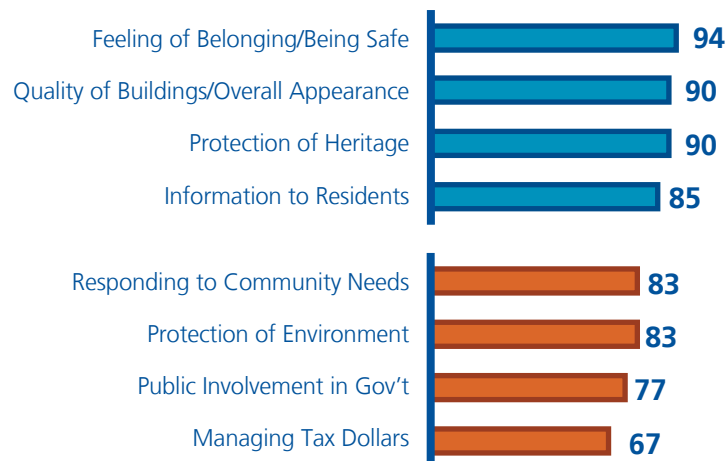 Feeling of Belonging/Being Safe 94
Quality of Buildings/Overall Appearance 90
Protection of Heritage 90
Information to Residents 85
Responding to Community Needs 83
Protection of Environment 83
Public Involvement in Gov't 77
Managing Tax Dollars 67